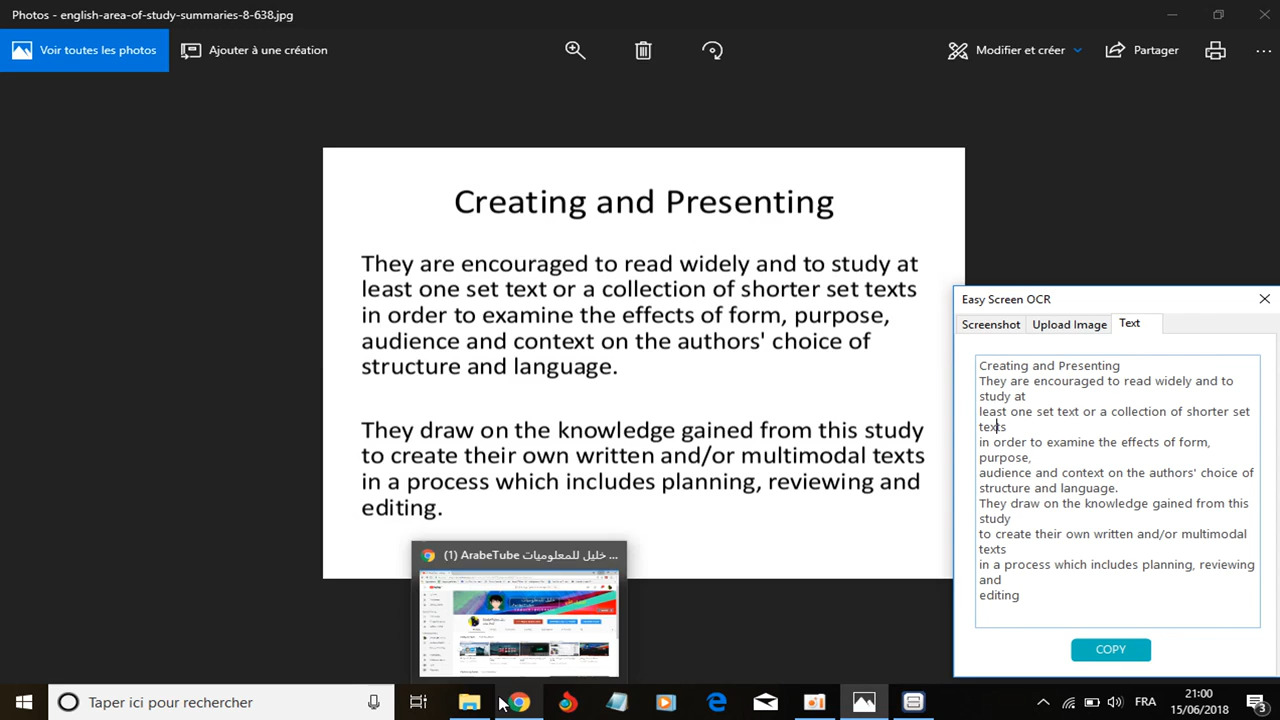 Photos - english-area-of-study-summaries-8-638.jpg
Voir toutes les photos
Ajouter à une création
Modifier et créer
Partager
Creating and Presenting
They are encouraged to read widely and to study at
least one set text or a collection of shorter set texts
in order to examine the effects of form, purpose,
audience and context on the authors' choice of
structure and language.
They draw on the knowledge gained from this study
to create their own written and/or multimodal texts
in a process which includes planning, reviewing and
editing.
Easy Screen OCR
Screenshot
Upload Image
Text
Creating and Presenting
They are encouraged to read widely and to
study at
least one set text or a collection of shorter set
texts
in order to examine the effects of form,
purpose,
audience and context on the authors' choice of
structure and language.
They draw on the knowledge gained from this
study
to create their own written and/or multimodal
texts
in a process which includes planning, reviewing
and
editing
COPY
(1) ArabeTube خليل للمعلوميات ...
Taper ici pour rechercher
FRA
21:00
15/06/2018
3